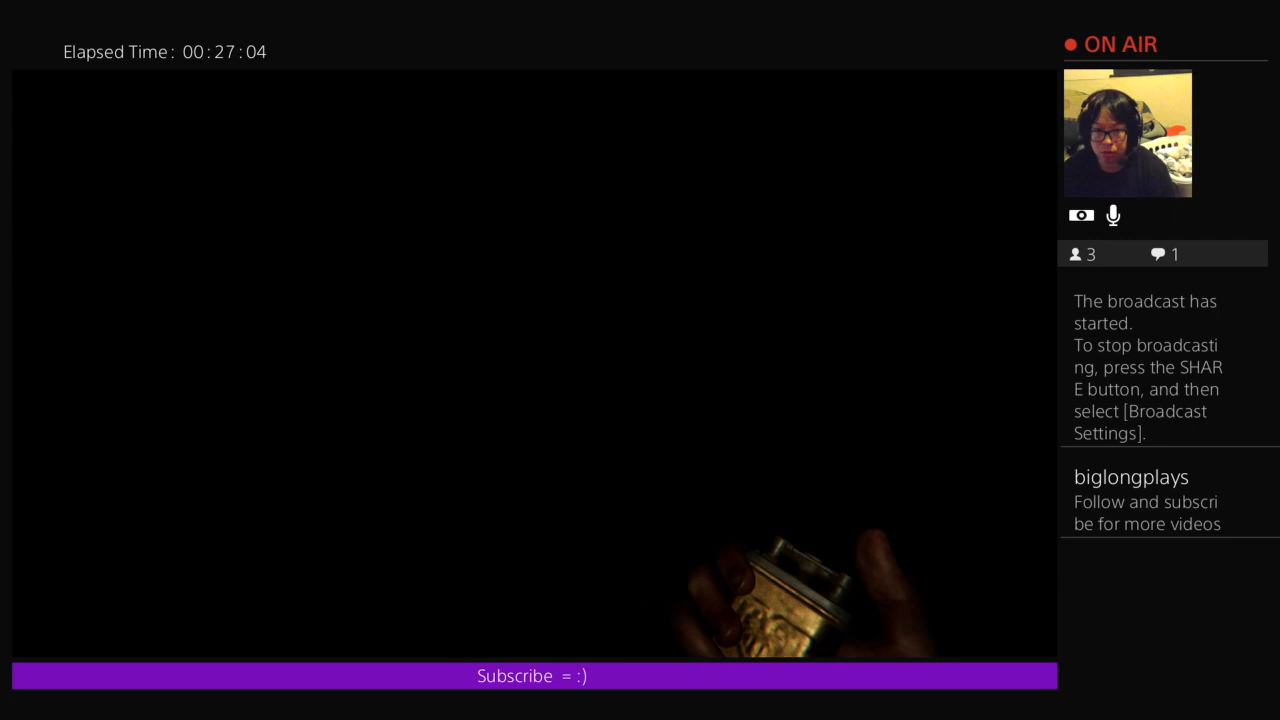 Elapsed Time: 00:27:04
ON AIR
3
1
The broadcast has
started.
To stop broadcasti
ng, press the SHAR
E button, and then
select [Broadcast
Settings].
biglongplays
Follow and subscri
be for more videos
Subscribe = :)